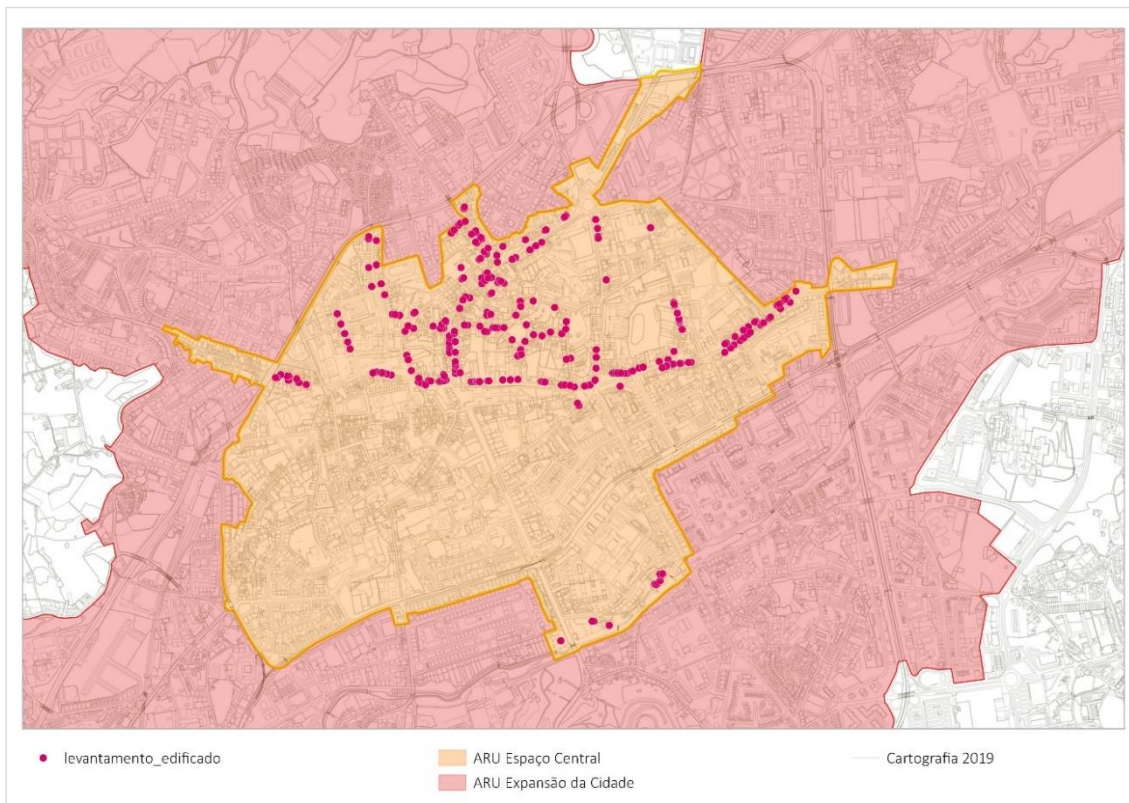 levantamento_edificado
ARU Espaço Central
Cartografia 2019
ARU Expansão da Cidade